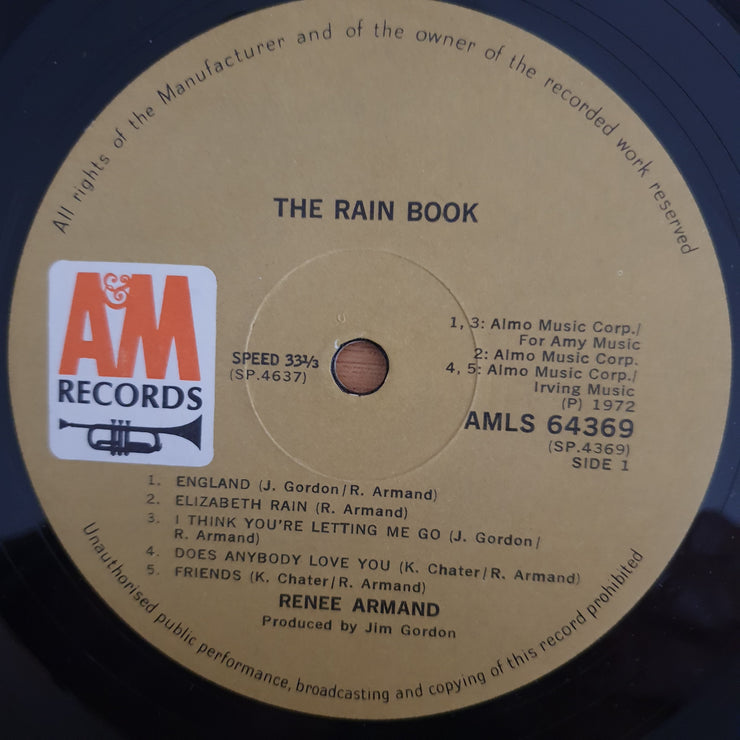 All rights of the Manufacturer and of the owner of the recorded work reserved
THE RAIN BOOK
A&M
RECORDS
SPEED 33⅓
(SP.4637)
1, 3: Almo Music Corp./
For Amy Music
2: Almo Music Corp.
4, 5: Almo Music Corp./
Irving Music
(P) 1972
AMLS 64369
(SP.4369)
SIDE 1
1. ENGLAND (J. Gordon/R. Armand)
2. ELIZABETH RAIN (R. Armand)
3. I THINK YOU'RE LETTING ME GO (J. Gordon/
R. Armand)
4. DOES ANYBODY LOVE YOU (K. Chater/R. Armand)
5. FRIENDS (K. Chater/R. Armand)
RENEE ARMAND
Produced by Jim Gordon
Unauthorised public performance, broadcasting and copying of this record prohibited